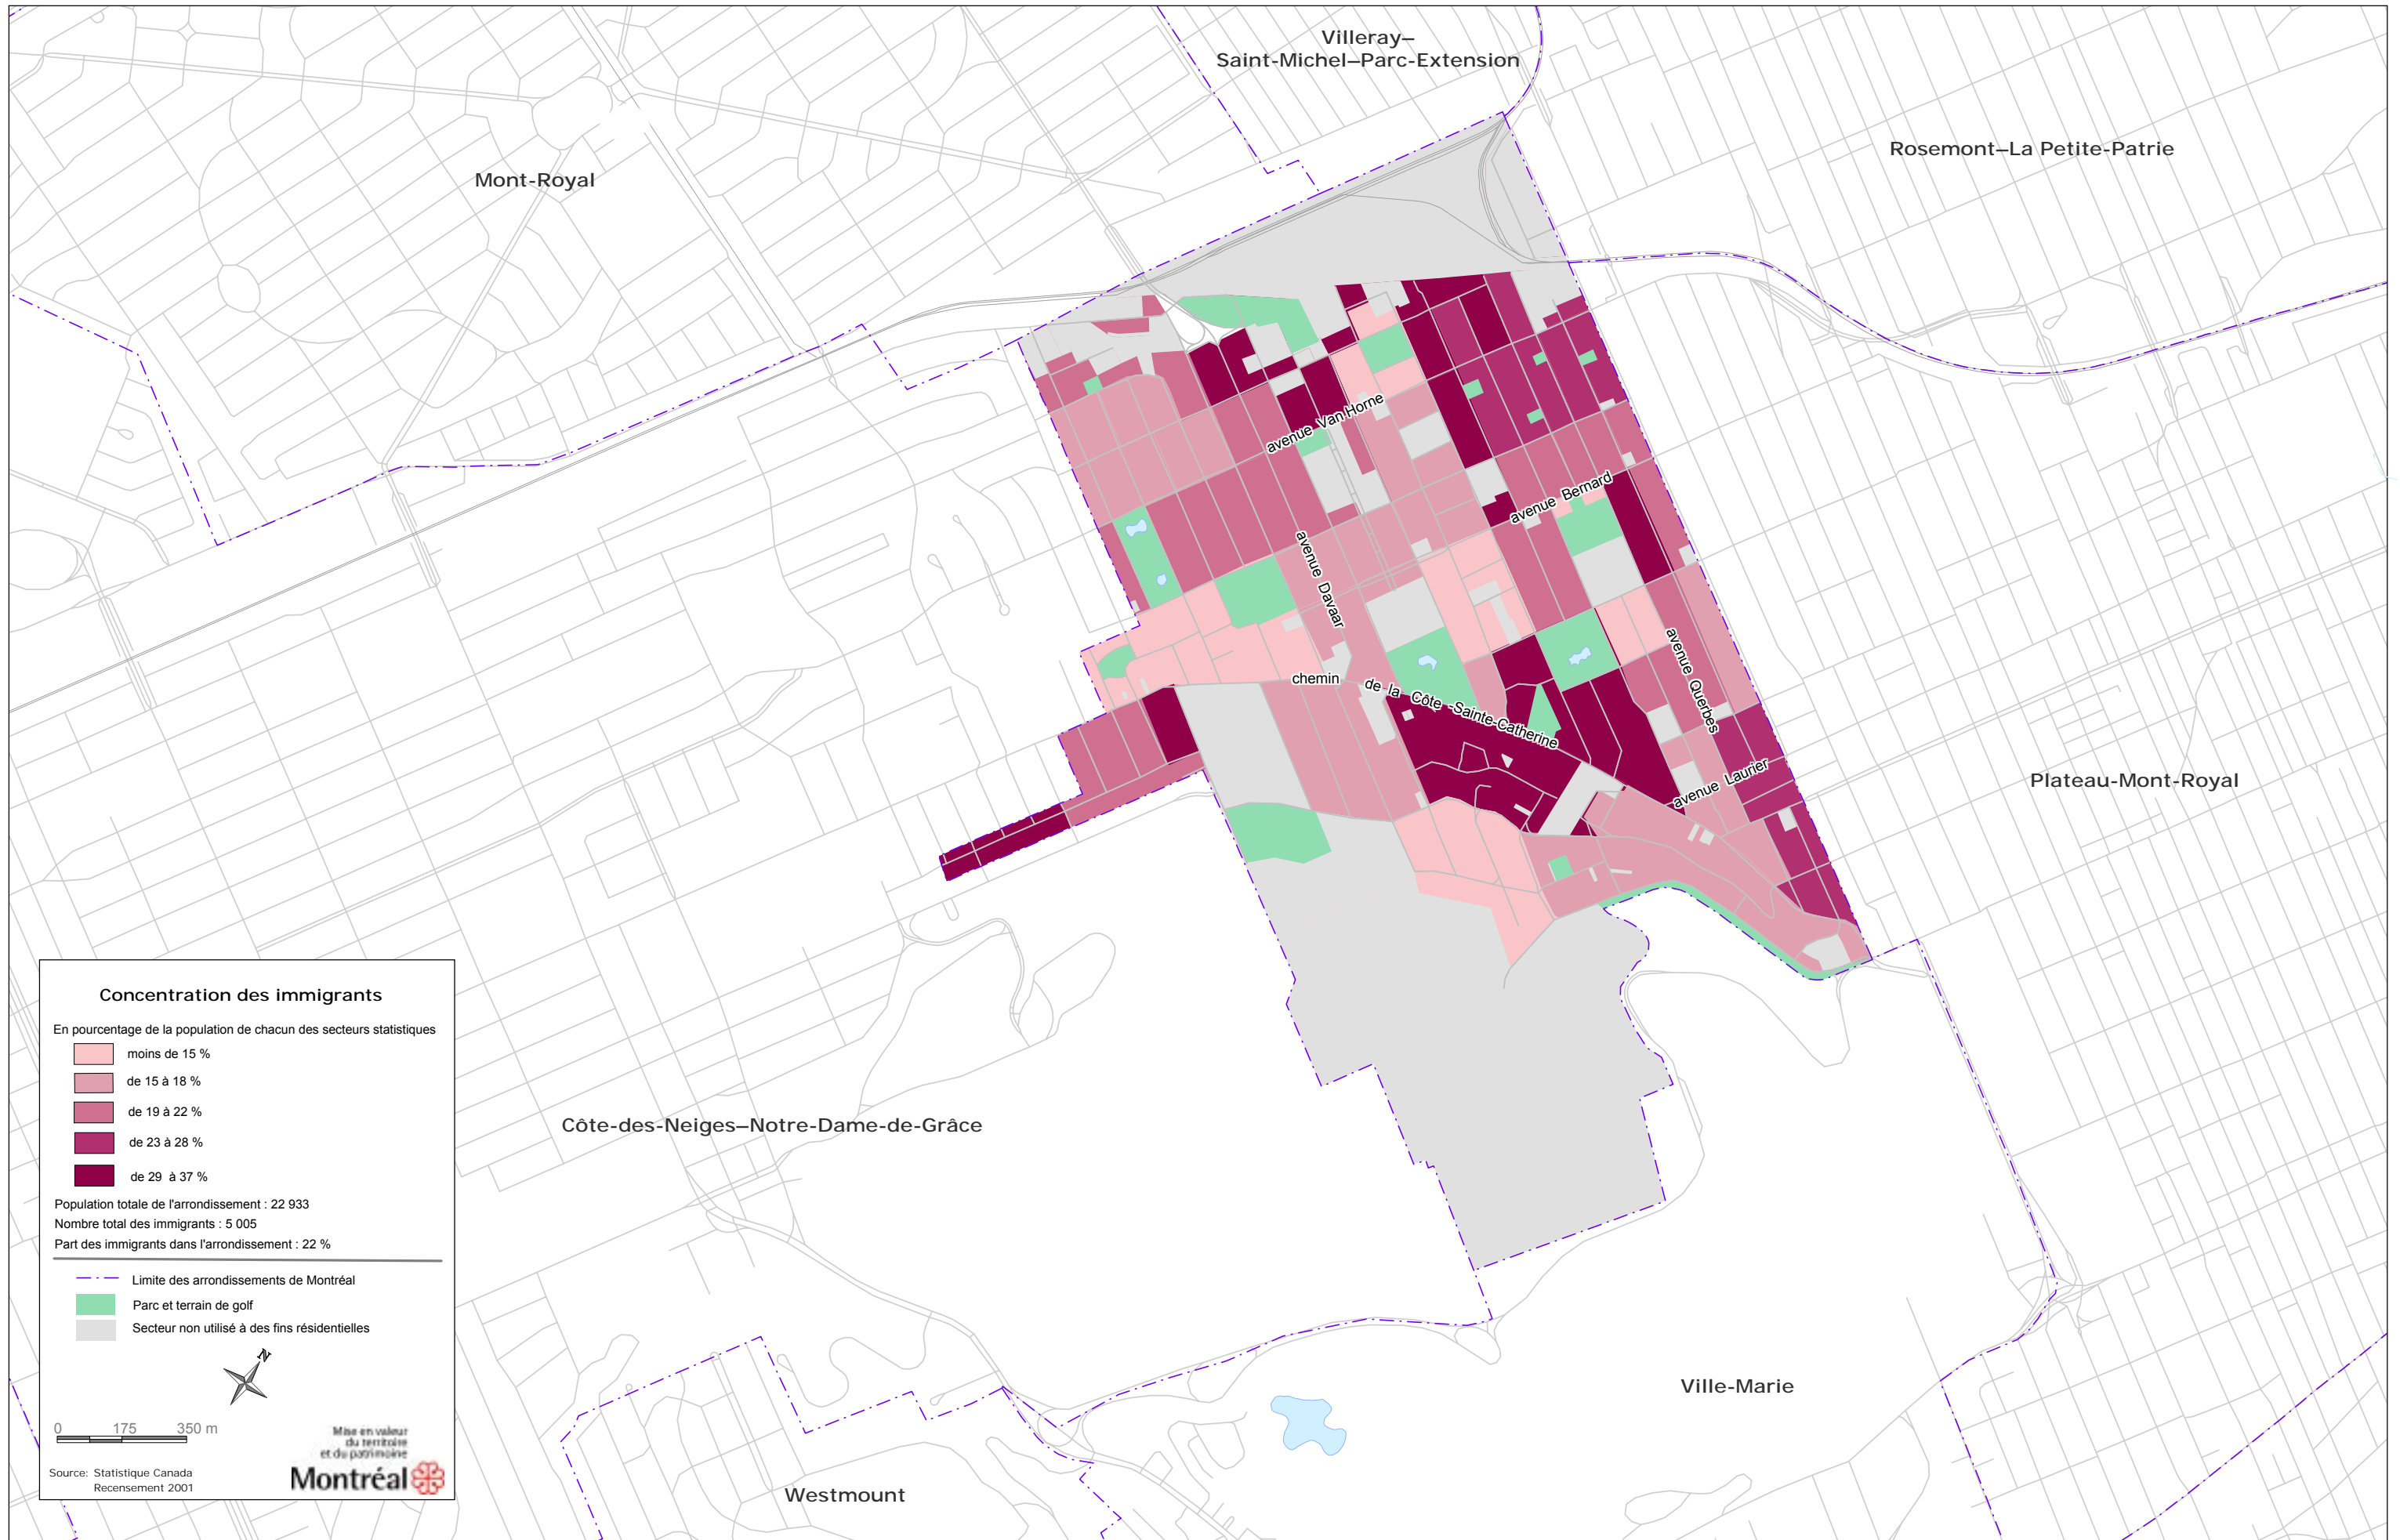 Villeray–
Saint-Michel–Parc-Extension
Rosemont–La Petite-Patrie
Mont-Royal
avenue Van Horne
avenue Bernard
avenue Davaar
avenue Querbes
chemin de la Côte -Sainte-Catherine
avenue Laurier
Plateau-Mont-Royal
Côte-des-Neiges–Notre-Dame-de-Grâce
Ville-Marie
Westmount
Concentration des immigrants
En pourcentage de la population de chacun des secteurs statistiques
moins de 15 %
de 15 à 18 %
de 19 à 22 %
de 23 à 28 %
de 29 à 37 %
Population totale de l'arrondissement : 22 933
Nombre total des immigrants : 5 005
Part des immigrants dans l'arrondissement : 22 %
Limite des arrondissements de Montréal
Parc et terrain de golf
Secteur non utilisé à des fins résidentielles
N
0 175 350 m
Mise en valeur
du territoire
et du patrimoine
Montréal
Source: Statistique Canada
Recensement 2001